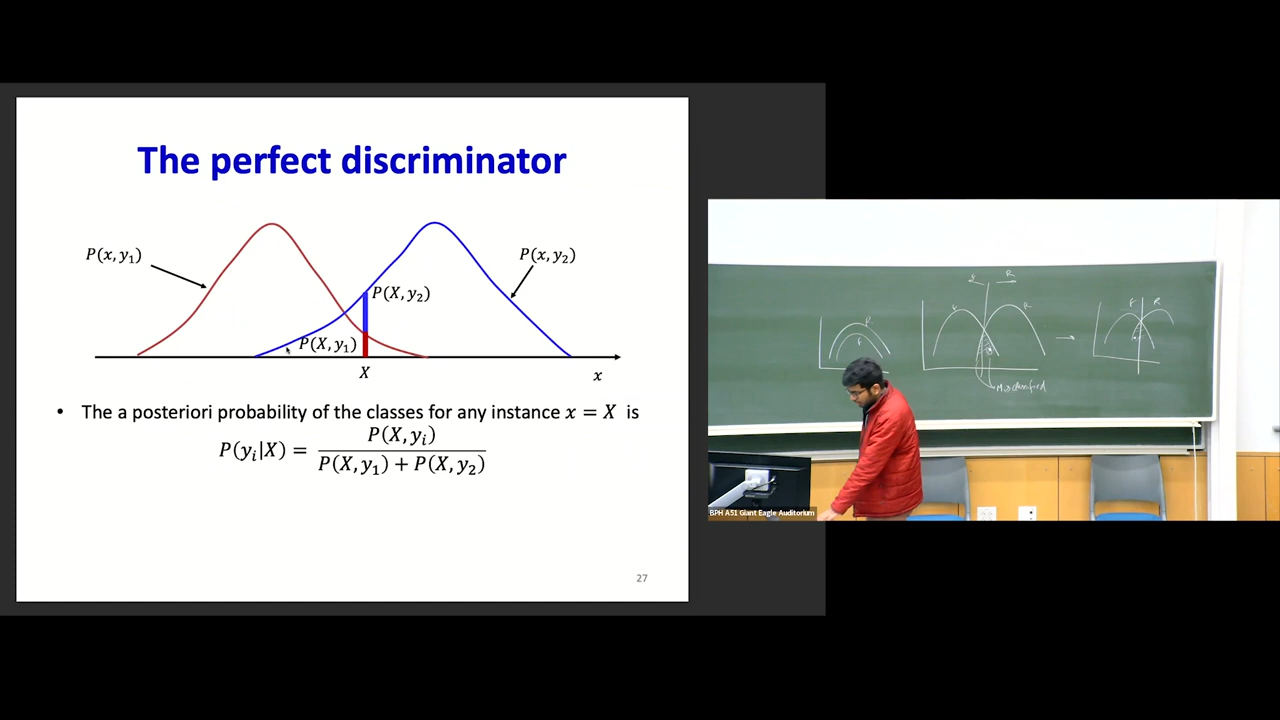 The perfect discriminator
P(x, y₁)
P(x, y₂)
P(X, y₂)
P(X, y₁)
X
x
• The a posteriori probability of the classes for any instance x = X is
P(yᵢ|X) = P(X, yᵢ) / P(X, y₁) + P(X, y₂)
27
R
R
F
R
F
R
Misclassified
BPH A51 Giant Eagle Auditorium